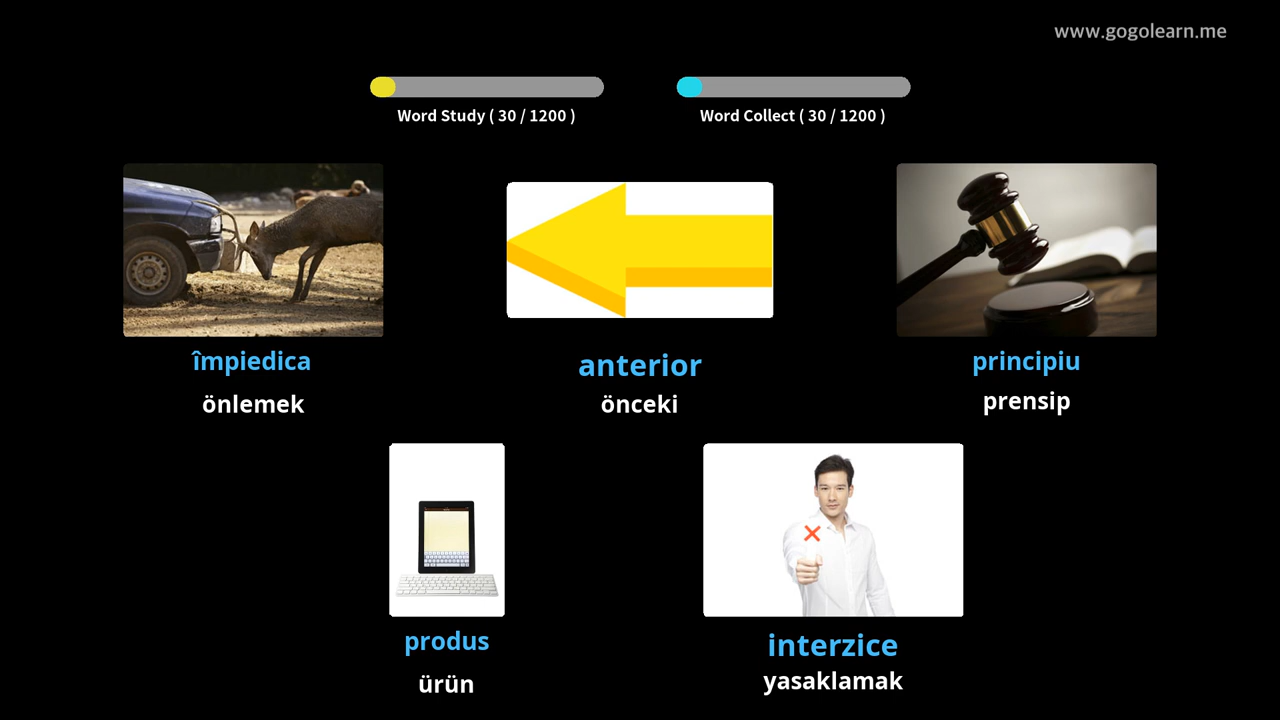 www.gogolearn.me
Word Study ( 30 / 1200 )
Word Collect ( 30 / 1200 )
împiedica
önlemek
anterior
önceki
principiu
prensip
produs
ürün
interzice
yasaklamak